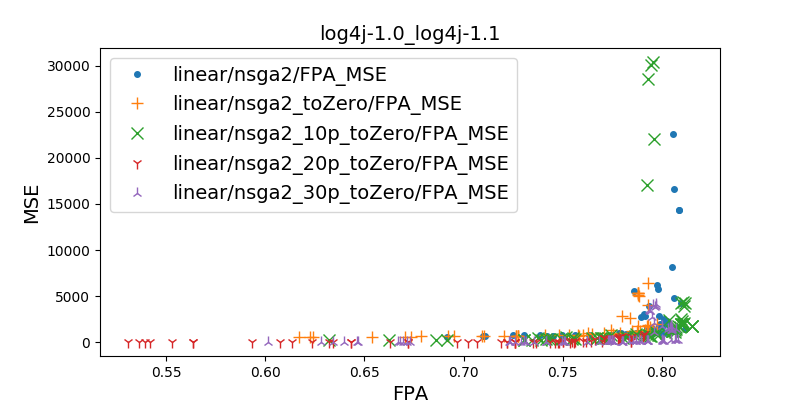 log4j-1.0_log4j-1.1
linear/nsga2/FPA_MSE
linear/nsga2_toZero/FPA_MSE
linear/nsga2_10p_toZero/FPA_MSE
linear/nsga2_20p_toZero/FPA_MSE
linear/nsga2_30p_toZero/FPA_MSE
MSE
30000
25000
20000
15000
10000
5000
0
0.55 0.60 0.65 0.70 0.75 0.80
FPA